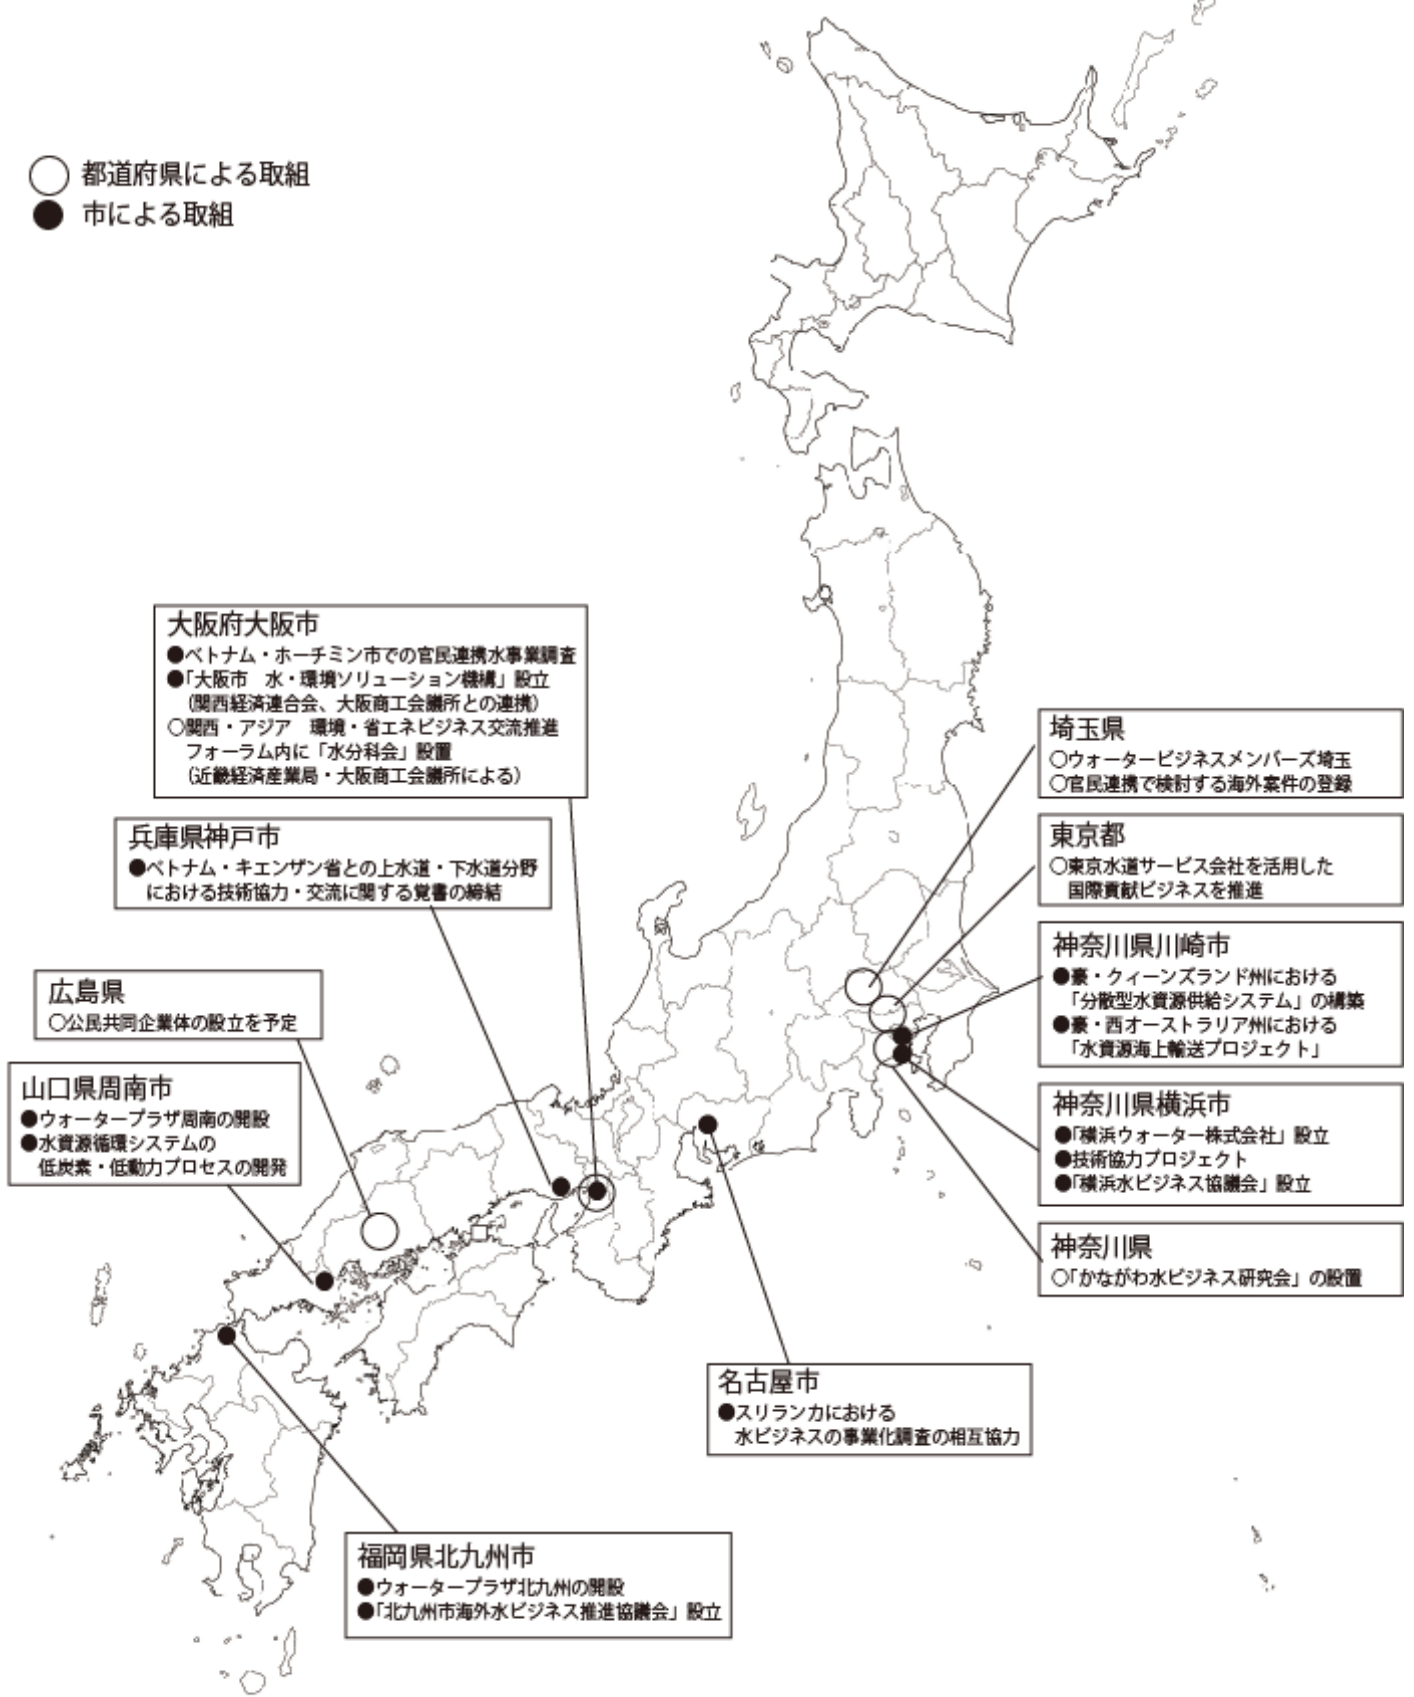 ○ 都道府県による取組
● 市による取組
大阪府大阪市
●ベトナム・ホーチミン市での官民連携水事業調査
●「大阪市 水・環境ソリューション機構」設立
(関西経済連合会、大阪商工会議所との連携)
○関西・アジア 環境・省エネビジネス交流推進
フォーラム内に「水分科会」設置
(近畿経済産業局・大阪商工会議所による)
兵庫県神戸市
●ベトナム・キエンザン省との上水道・下水道分野
における技術協力・交流に関する覚書の締結
広島県
○公民共同企業体の設立を予定
山口県周南市
●ウォータープラザ周南の開設
●水資源循環システムの
低炭素・低動力プロセスの開発
埼玉県
○ウォータービジネスメンバーズ埼玉
○官民連携で検討する海外案件の登録
東京都
○東京水道サービス会社を活用した
国際貢献ビジネスを推進
神奈川県川崎市
●豪・クィーンズランド州における
「分散型水資源供給システム」の構築
●豪・西オーストラリア州における
「水資源海上輸送プロジェクト」
神奈川県横浜市
●「横浜ウォーター株式会社」設立
●技術協力プロジェクト
●「横浜水ビジネス協議会」設立
神奈川県
○「かながわ水ビジネス研究会」の設置
名古屋市
●スリランカにおける
水ビジネスの事業化調査の相互協力
福岡県北九州市
●ウォータープラザ北九州の開設
●「北九州市海外水ビジネス推進協議会」設立